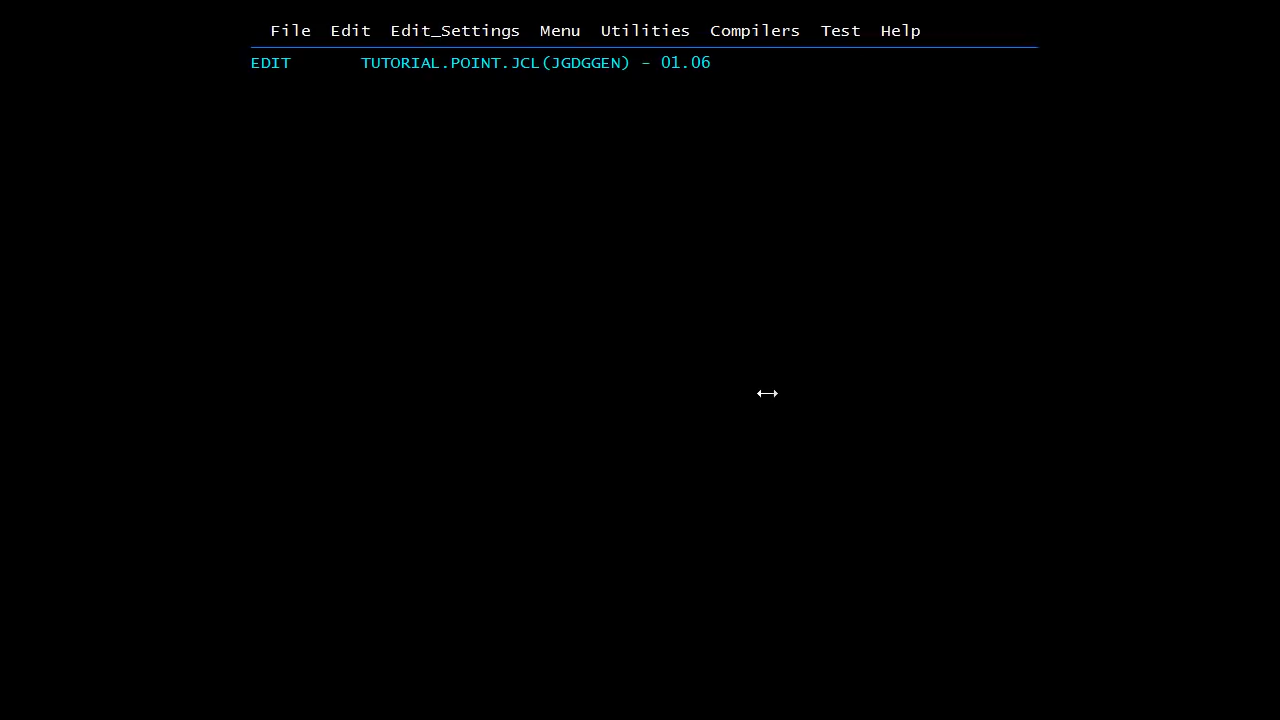 File Edit Edit_Settings Menu Utilities Compilers Test Help
EDIT TUTORIAL.POINT.JCL(JGDGGEN) - 01.06